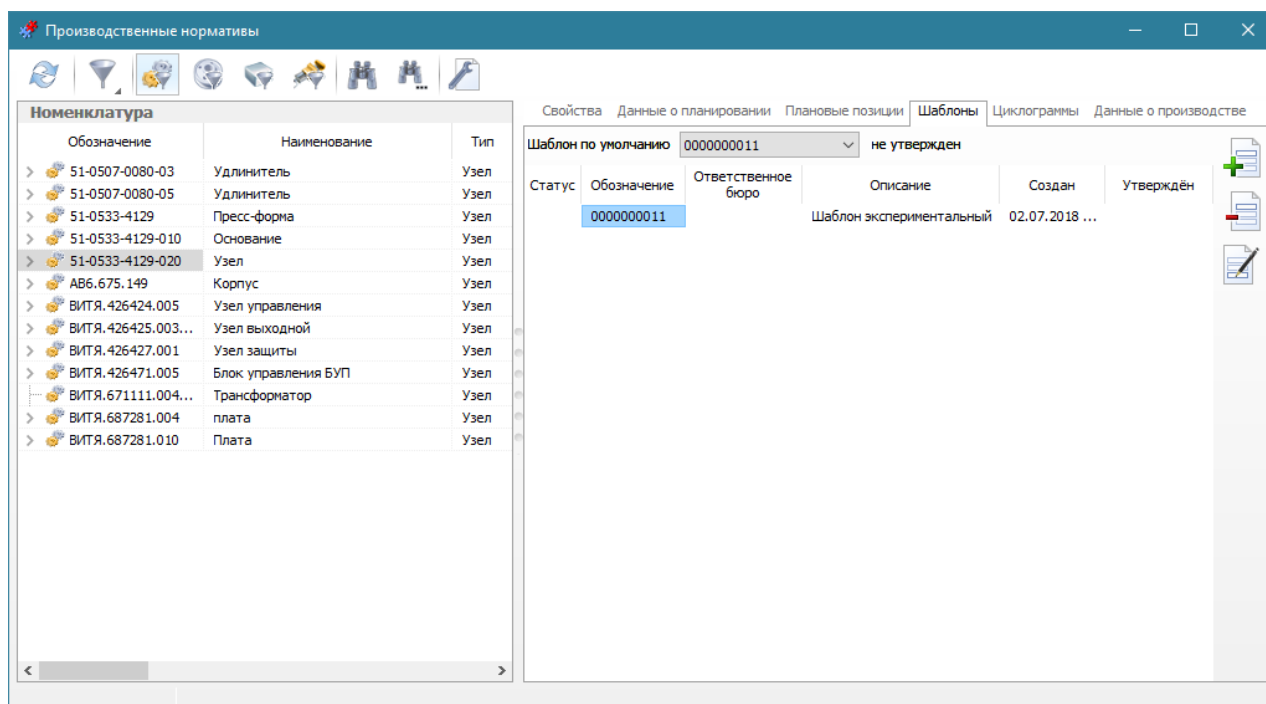 Производственные нормативы
Номенклатура
Обозначение Наименование Тип
51-0507-0080-03 Удлинитель Узел
51-0507-0080-05 Удлинитель Узел
51-0533-4129 Пресс-форма Узел
51-0533-4129-010 Основание Узел
51-0533-4129-020 Узел Узел
АВ6.675.149 Корпус Узел
ВИТЯ.426424.005 Узел управления Узел
ВИТЯ.426425.003... Узел выходной Узел
ВИТЯ.426427.001 Узел защиты Узел
ВИТЯ.426471.005 Блок управления БУП Узел
ВИТЯ.671111.004... Трансформатор Узел
ВИТЯ.687281.004 плата Узел
ВИТЯ.687281.010 Плата Узел
Свойства Данные о планировании Плановые позиции Шаблоны Циклограммы Данные о производстве
Шаблон по умолчанию 0000000011 не утвержден
Статус Обозначение Ответственное бюро Описание Создан Утверждён
0000000011 Шаблон экспериментальный 02.07.2018 ...